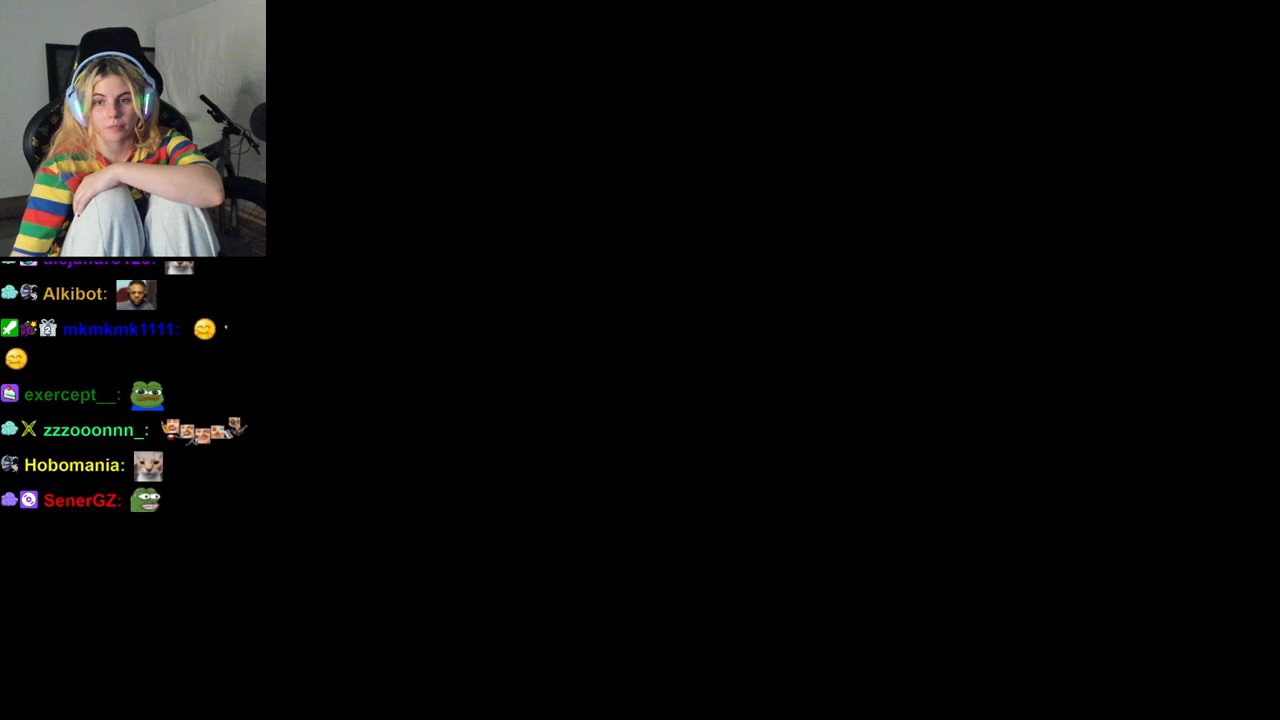 Alkibot:
mkmkmk1111:
exercept__:
zzzooonnn_:
Hobomania:
SenerGZ: